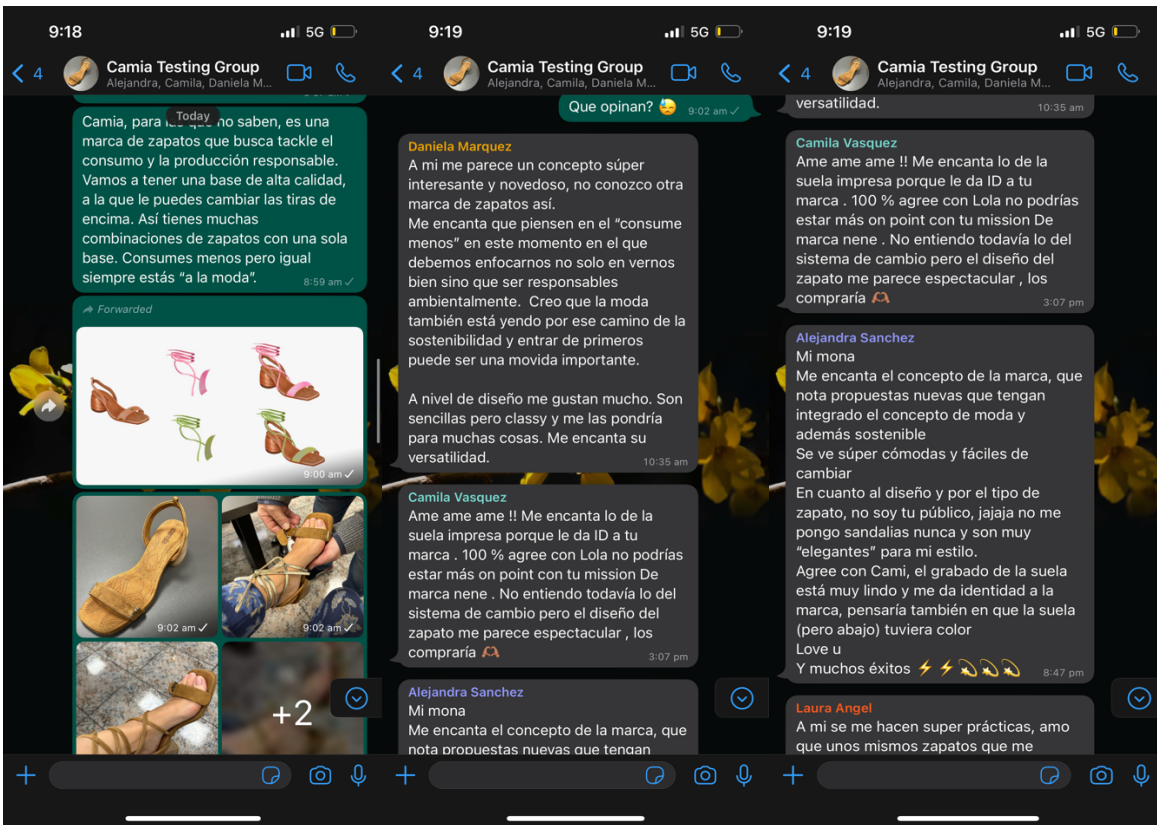 9:18
5G
4
Camia Testing Group
Alejandra, Camila, Daniela M...
Today
Camia, para las que no saben, es una
marca de zapatos que busca tackle el
consumo y la producción responsable.
Vamos a tener una base de alta calidad,
a la que le puedes cambiar las tiras de
encima. Así tienes muchas
combinaciones de zapatos con una sola
base. Consumes menos pero igual
siempre estás “a la moda”.
8:59 am
Forwarded
9:00 am
9:02 am
9:02 am
+2
9:19
5G
4
Camia Testing Group
Alejandra, Camila, Daniela M...
Que opinan? 😓
9:02 am
Daniela Marquez
A mi me parece un concepto súper
interesante y novedoso, no conozco otra
marca de zapatos así.
Me encanta que piensen en el “consume
menos” en este momento en el que
debemos enfocarnos no solo en vernos
bien sino que ser responsables
ambientalmente. Creo que la moda
también está yendo por ese camino de la
sostenibilidad y entrar de primeros
puede ser una movida importante.
A nivel de diseño me gustan mucho. Son
sencillas pero classy y me las pondría
para muchas cosas. Me encanta su
versatilidad.
10:35 am
Camila Vasquez
Ame ame ame !! Me encanta lo de la
suela impresa porque le da ID a tu
marca . 100 % agree con Lola no podrías
estar más on point con tu mission De
marca nene . No entiendo todavía lo del
sistema de cambio pero el diseño del
zapato me parece espectacular , los
compraría 🫶🏽
3:07 pm
Alejandra Sanchez
Mi mona
Me encanta el concepto de la marca, que
nota propuestas nuevas que tengan
9:19
5G
4
Camia Testing Group
Alejandra, Camila, Daniela M...
versatilidad.
10:35 am
Camila Vasquez
Ame ame ame !! Me encanta lo de la
suela impresa porque le da ID a tu
marca . 100 % agree con Lola no podrías
estar más on point con tu mission De
marca nene . No entiendo todavía lo del
sistema de cambio pero el diseño del
zapato me parece espectacular , los
compraría 🫶🏽
3:07 pm
Alejandra Sanchez
Mi mona
Me encanta el concepto de la marca, que
nota propuestas nuevas que tengan
integrado el concepto de moda y
además sostenible
Se ve súper cómodas y fáciles de
cambiar
En cuanto al diseño y por el tipo de
zapato, no soy tu público, jajaja no me
pongo sandalias nunca y son muy
“elegantes” para mi estilo.
Agree con Cami, el grabado de la suela
está muy lindo y me da identidad a la
marca, pensaría también en que la suela
(pero abajo) tuviera color
Love u
Y muchos éxitos ⚡⚡💫💫💫
8:47 pm
Laura Angel
A mi se me hacen super prácticas, amo
que unos mismos zapatos que me